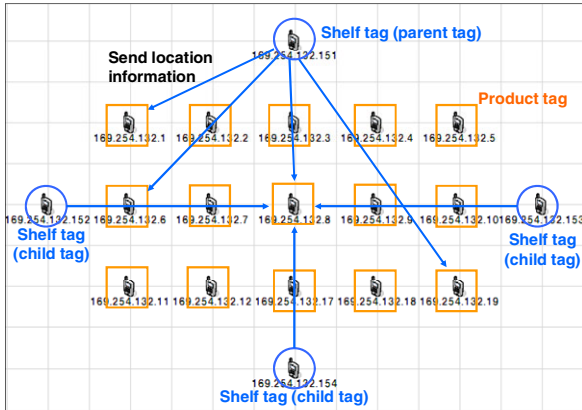 Shelf tag (parent tag)
169.254.132.151
Send location
information
Product tag
169.254.132.1
169.254.132.2
169.254.132.3
169.254.132.4
169.254.132.5
169.254.132.152
169.254.132.6
169.254.132.7
169.254.132.8
169.254.132.9
169.254.132.10
169.254.132.153
Shelf tag
(child tag)
Shelf tag
(child tag)
169.254.132.11
169.254.132.12
169.254.132.17
169.254.132.18
169.254.132.19
169.254.132.154
Shelf tag (child tag)